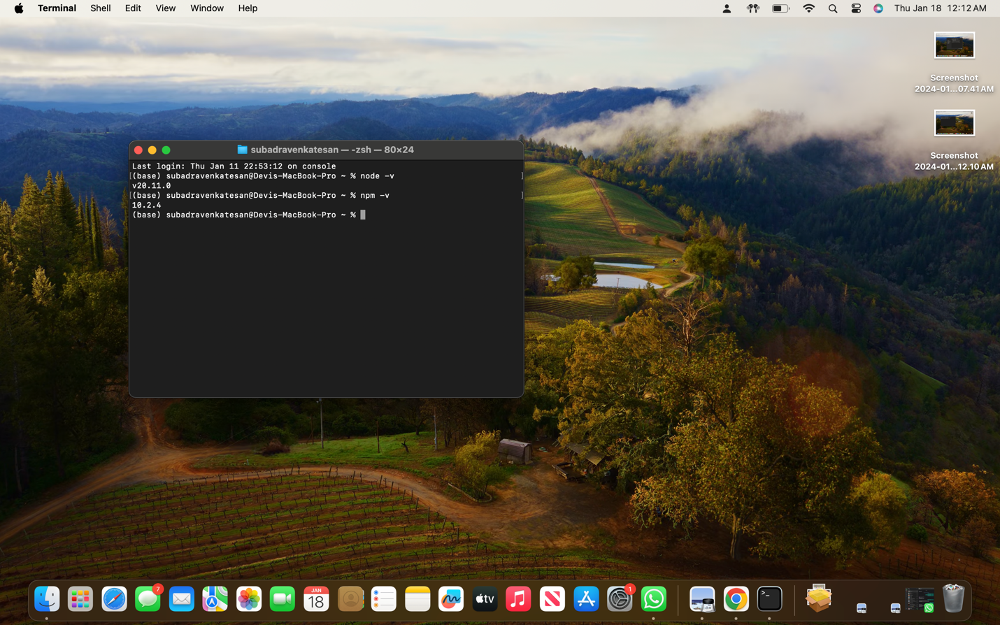 Terminal Shell Edit View Window Help Thu Jan 18 12:12 AM
Screenshot
2024-01...07.41 AM
Screenshot
2024-01...12.10 AM
subadravenkatesan — -zsh — 80×24
Last login: Thu Jan 11 22:53:12 on console
[(base) subadravenkatesan@Devis-MacBook-Pro ~ % node -v ]
v20.11.0
[(base) subadravenkatesan@Devis-MacBook-Pro ~ % npm -v ]
10.2.4
(base) subadravenkatesan@Devis-MacBook-Pro ~ %
7
JAN
18
tv
1
>_